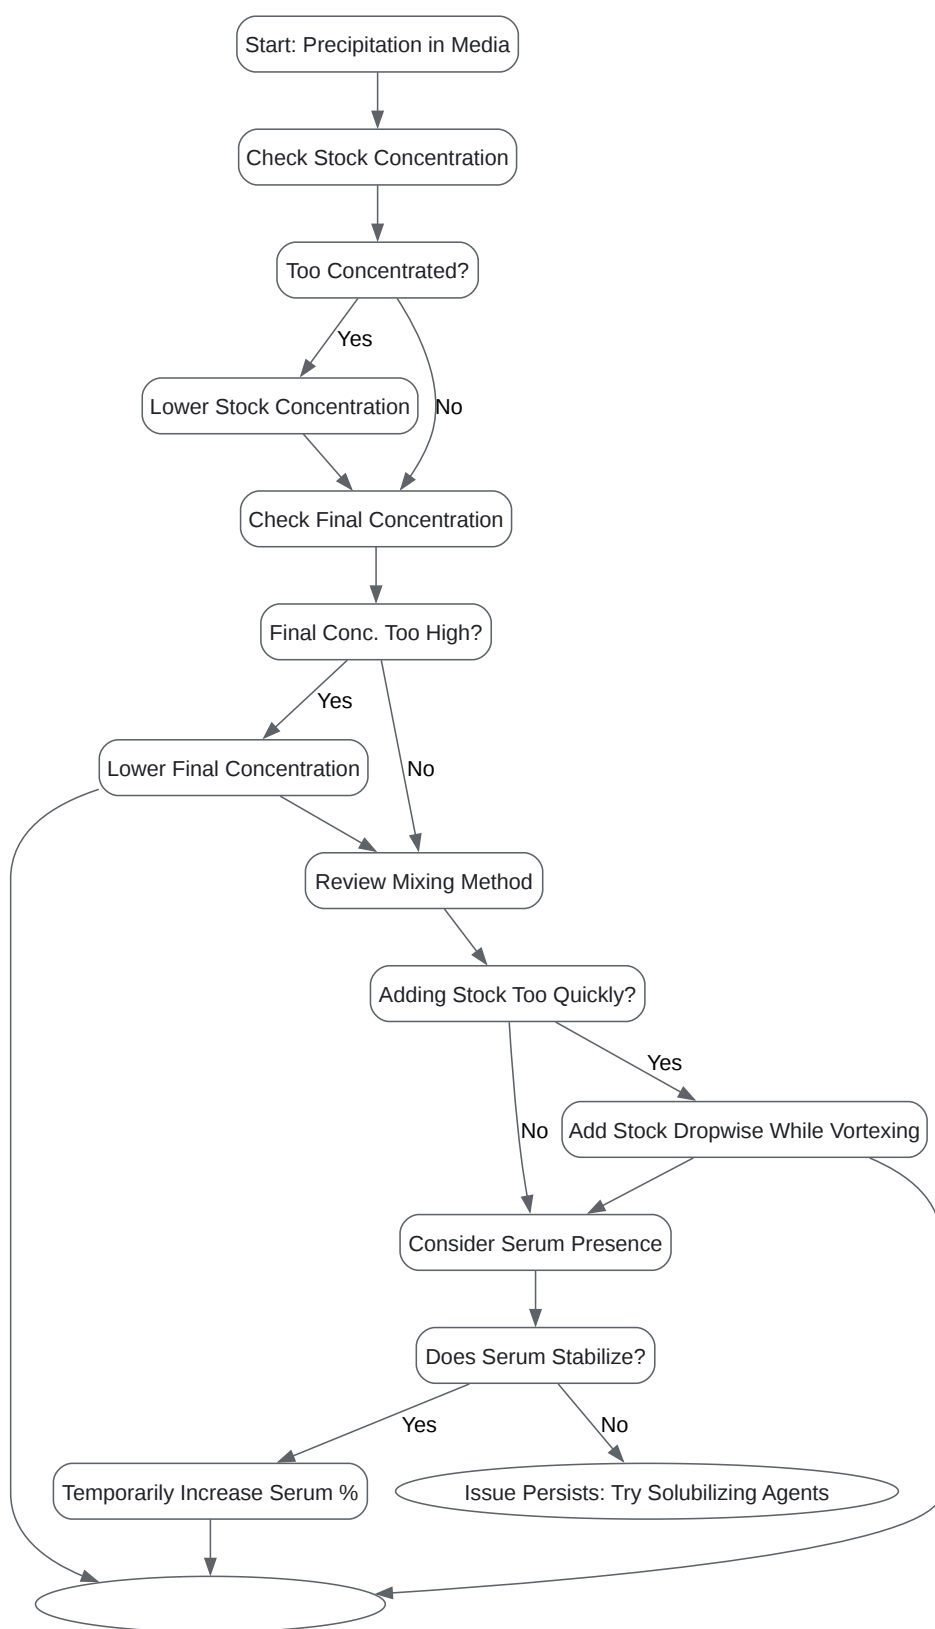 Start: Precipitation in Media
Check Stock Concentration
Too Concentrated?
Yes
Lower Stock Concentration
No
Check Final Concentration
Final Conc. Too High?
Yes
Lower Final Concentration
No
Review Mixing Method
Adding Stock Too Quickly?
Yes
No
Add Stock Dropwise While Vortexing
Consider Serum Presence
Does Serum Stabilize?
Yes
No
Temporarily Increase Serum %
Issue Persists: Try Solubilizing Agents